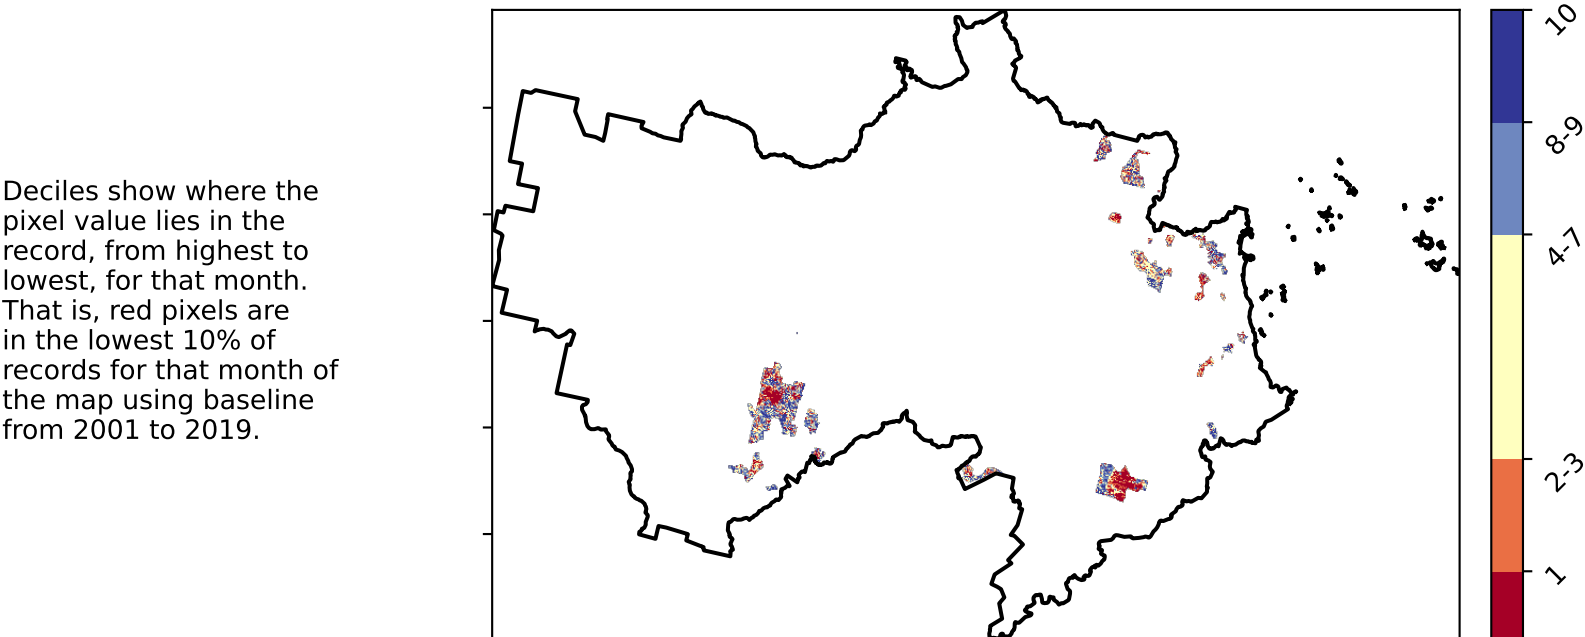 Deciles show where the
pixel value lies in the
record, from highest to
lowest, for that month.
That is, red pixels are
in the lowest 10% of
records for that month of
the map using baseline
from 2001 to 2019.
10
8-9
4-7
2-3
1